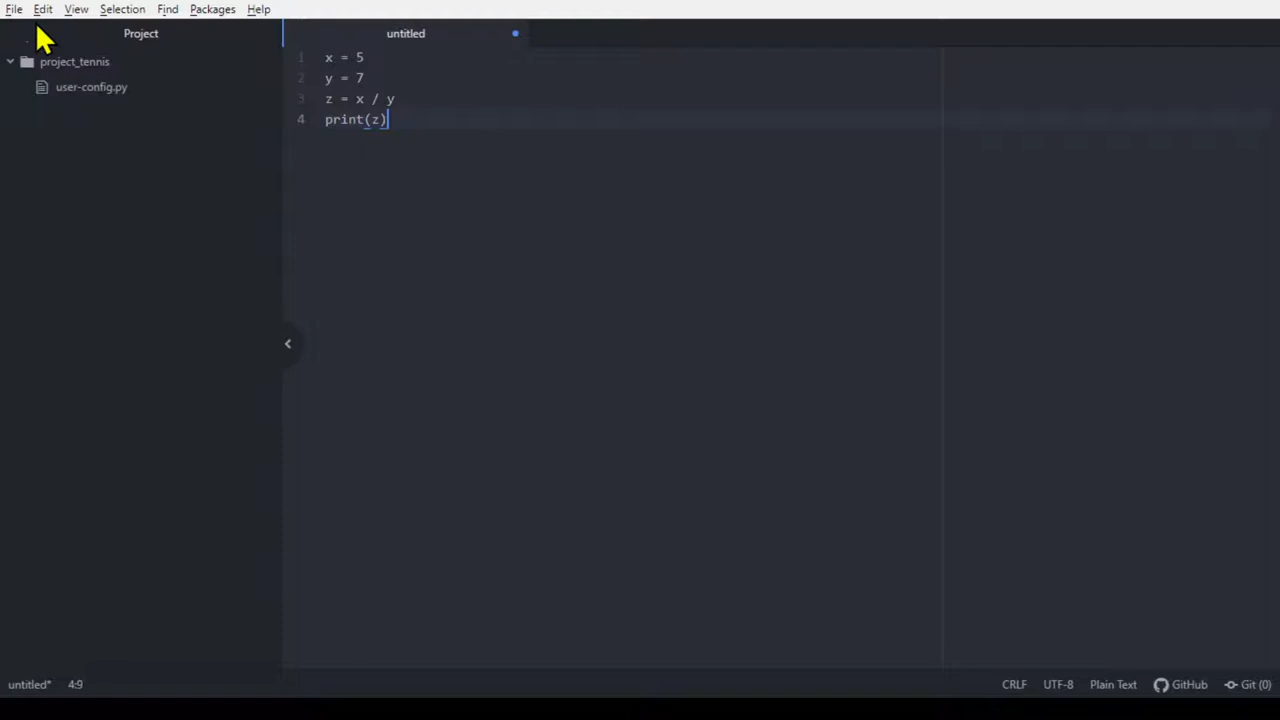 File Edit View Selection Find Packages Help
Project
project_tennis
user-config.py
untitled
1 x = 5
2 y = 7
3 z = x / y
4 print(z)
untitled* 4:9 CRLF UTF-8 Plain Text GitHub Git (0)